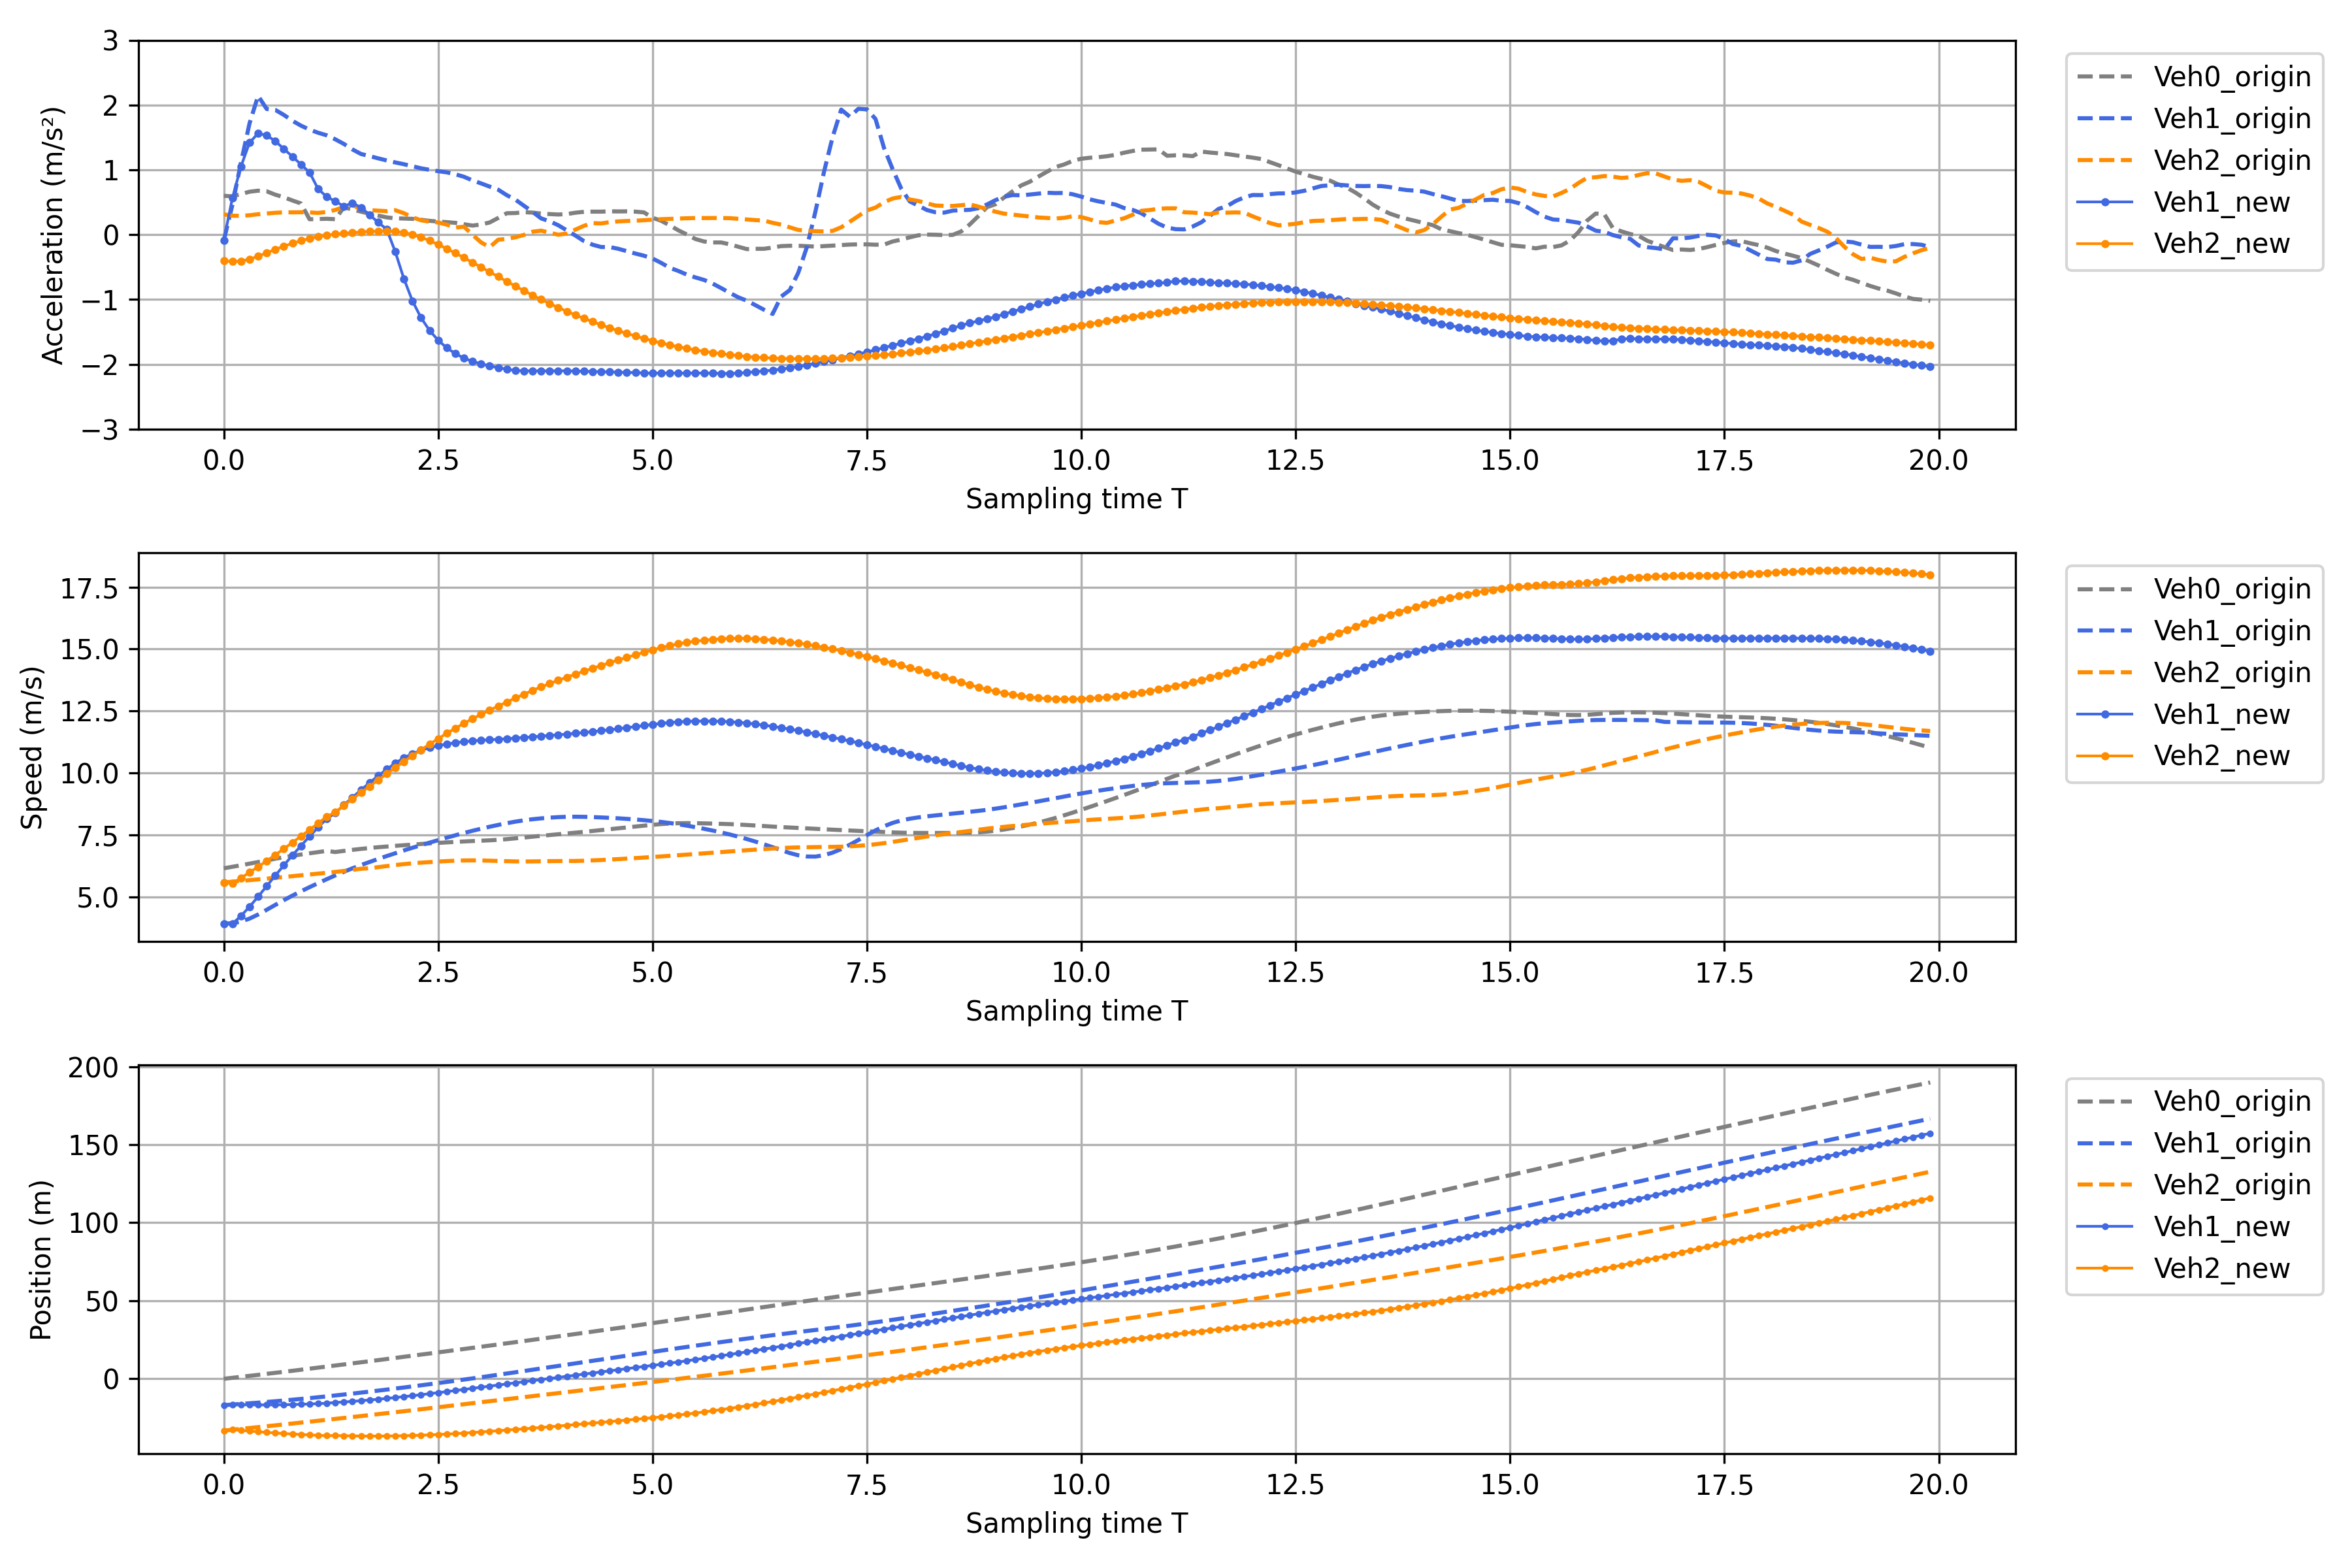 3
2
1
0
−1
−2
−3
Acceleration (m/s²)
0.0 2.5 5.0 7.5 10.0 12.5 15.0 17.5 20.0
Sampling time T
Veh0_origin
Veh1_origin
Veh2_origin
Veh1_new
Veh2_new
17.5
15.0
12.5
10.0
7.5
5.0
Speed (m/s)
0.0 2.5 5.0 7.5 10.0 12.5 15.0 17.5 20.0
Sampling time T
Veh0_origin
Veh1_origin
Veh2_origin
Veh1_new
Veh2_new
200
150
100
50
0
Position (m)
0.0 2.5 5.0 7.5 10.0 12.5 15.0 17.5 20.0
Sampling time T
Veh0_origin
Veh1_origin
Veh2_origin
Veh1_new
Veh2_new